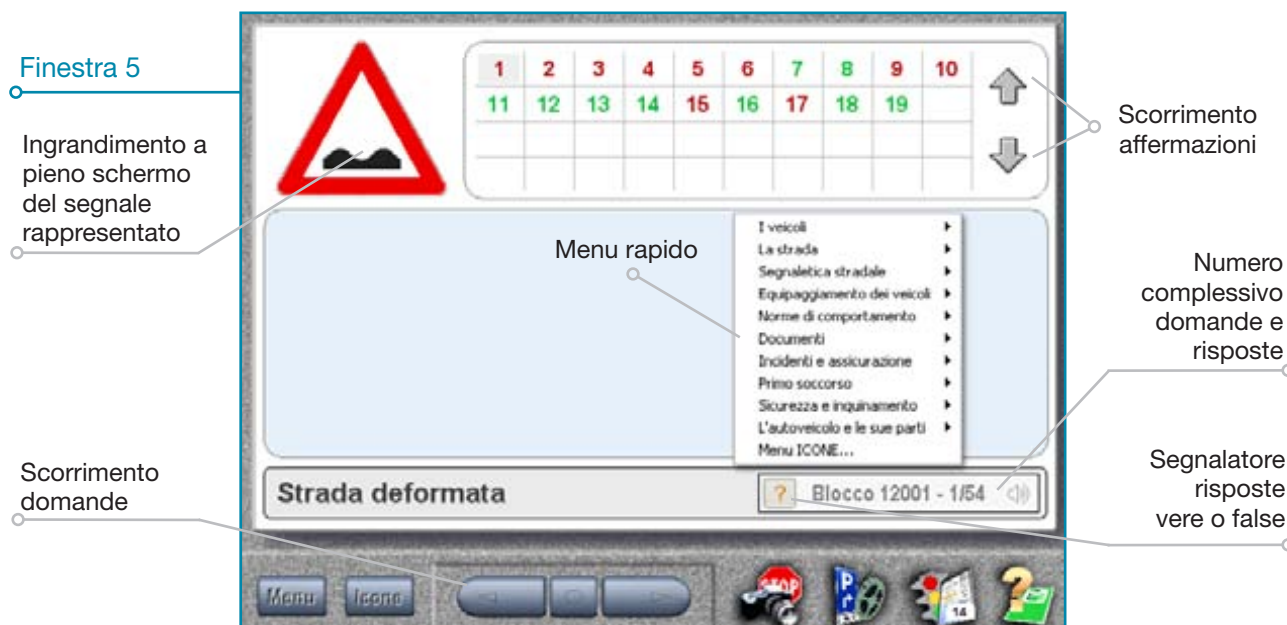 Finestra 5
Ingrandimento a
pieno schermo
del segnale
rappresentato
Scorrimento
domande
1 2 3 4 5 6 7 8 9 10
11 12 13 14 15 16 17 18 19
Menu rapido
I veicoli
La strada
Segnaletica stradale
Equipaggiamento dei veicoli
Norme di comportamento
Documenti
Incidenti e assicurazione
Primo soccorso
Sicurezza e inquinamento
L'autoveicolo e le sue parti
Menu ICONE...
Strada deformata
? Blocco 12001 - 1/54
Menu Icone
STOP
14
Scorrimento
affermazioni
Numero
complessivo
domande e
risposte
Segnalatore
risposte
vere o false